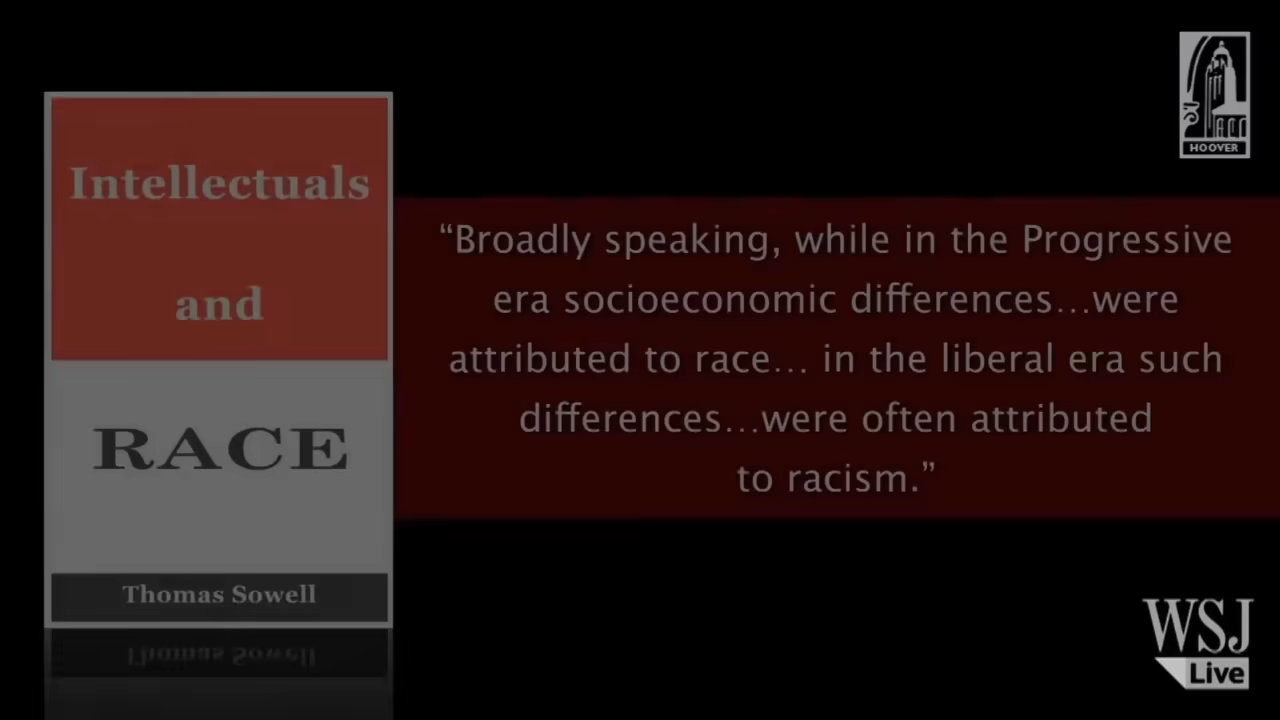 HOOVER
Intellectuals
and
RACE
Thomas Sowell
“Broadly speaking, while in the Progressive
era socioeconomic differences…were
attributed to race… in the liberal era such
differences…were often attributed
to racism.”
WSJ
Live